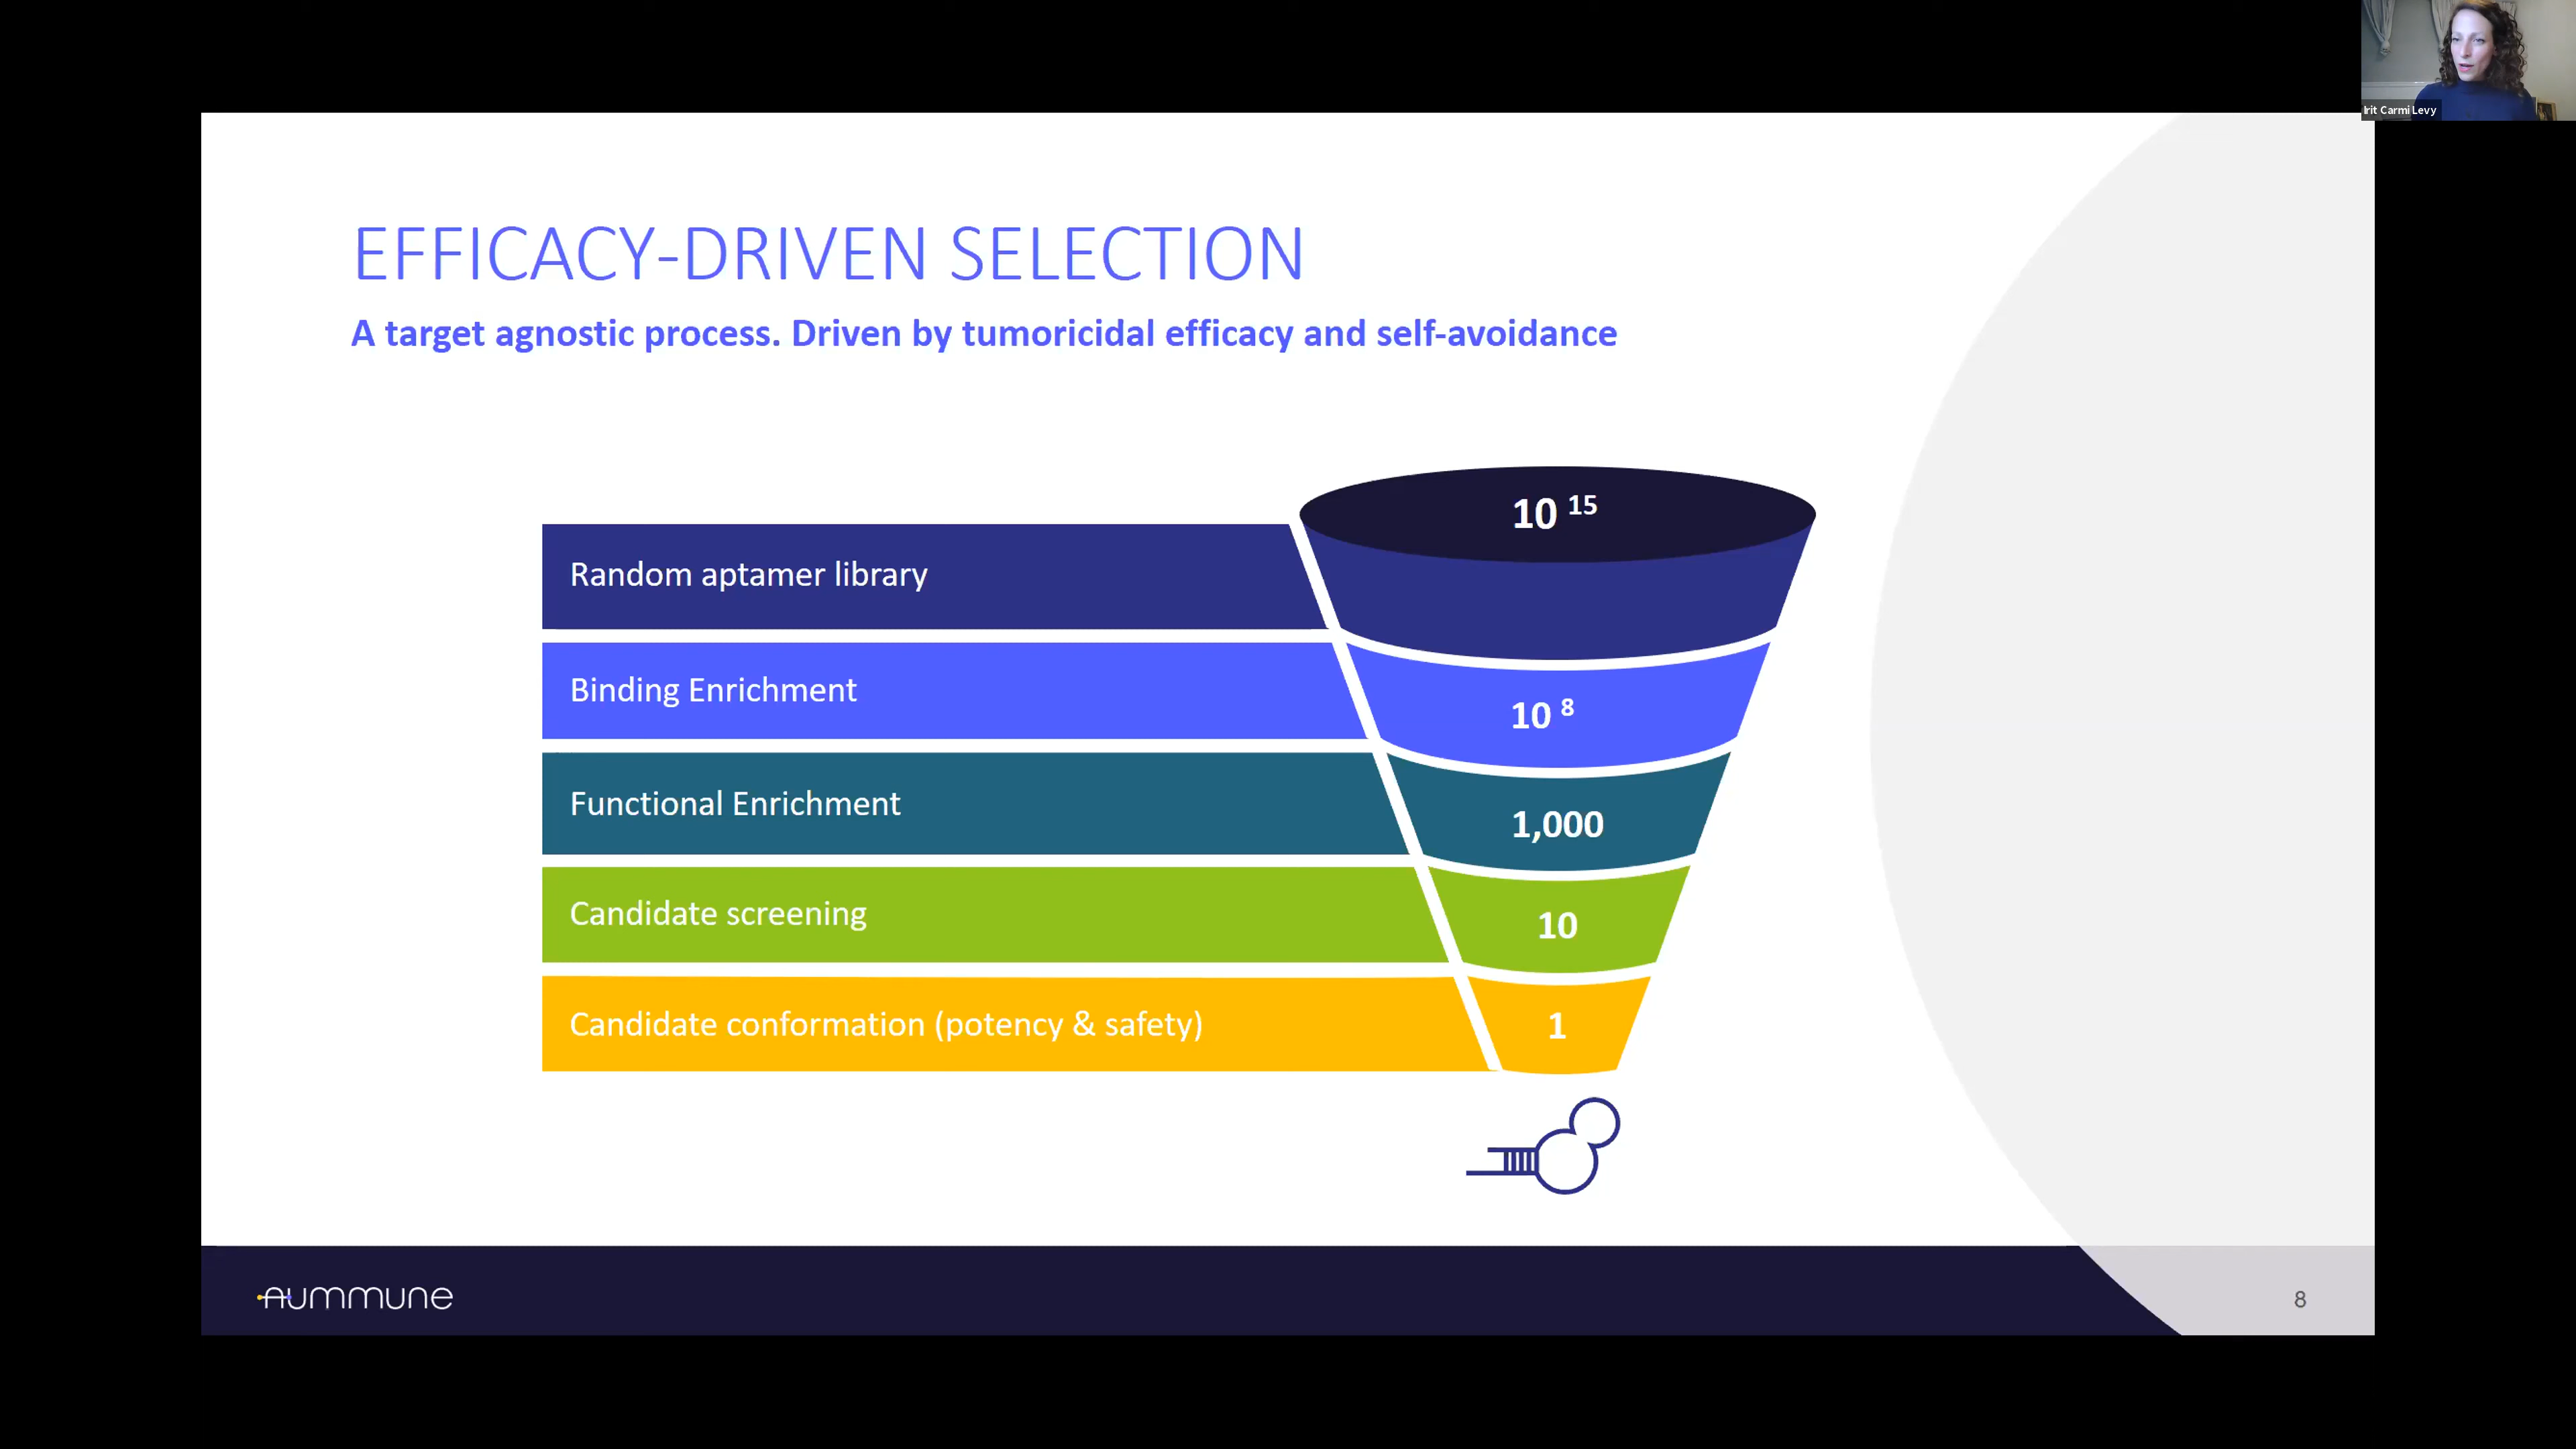 Irit Carmi Levy
EFFICACY-DRIVEN SELECTION
A target agnostic process. Driven by tumoricidal efficacy and self-avoidance
10 15
Random aptamer library
Binding Enrichment
10 8
Functional Enrichment
1,000
Candidate screening
10
Candidate conformation (potency & safety)
1
Aummune
8